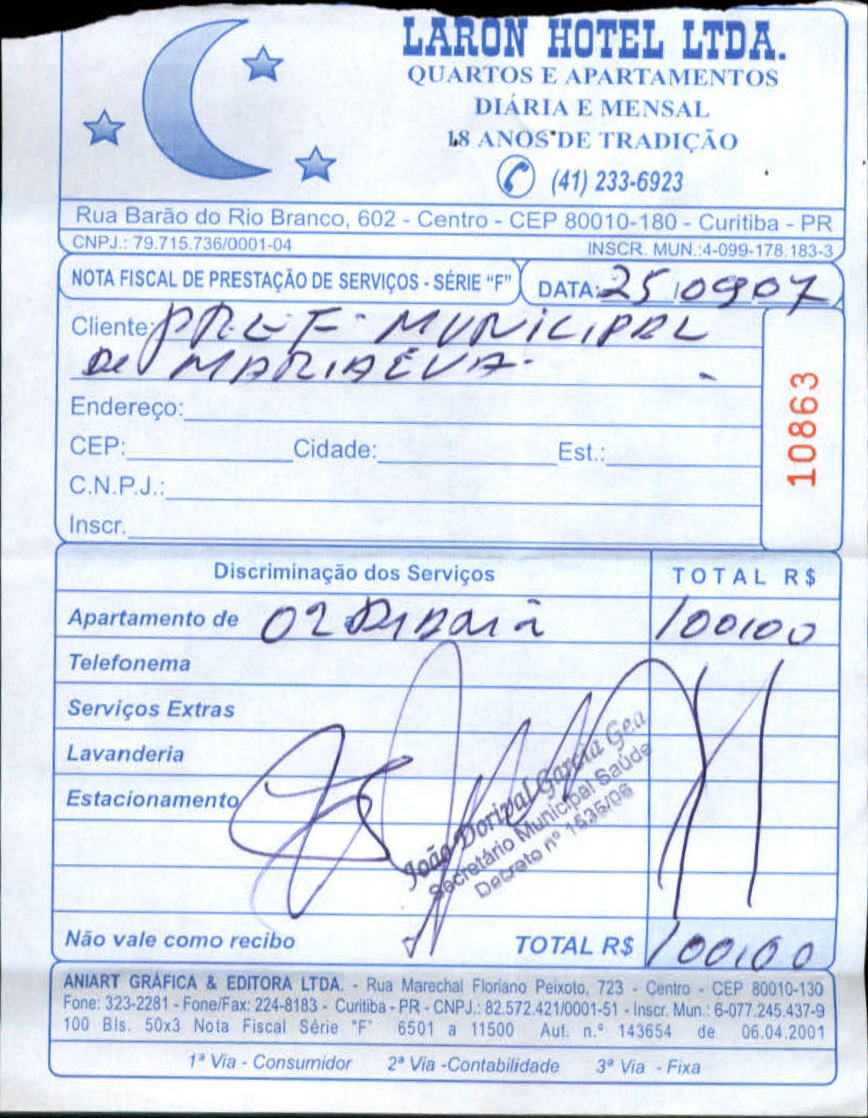 LARON HOTEL LTDA.
QUARTOS E APARTAMENTOS
DIÁRIA E MENSAL
18 ANOS DE TRADIÇÃO
(41) 233-6923
Rua Barão do Rio Branco, 602 - Centro - CEP 80010-180 - Curitiba - PR
CNPJ.: 79.715.736/0001-04 INSCR. MUN.:4-099-178.183-3
NOTA FISCAL DE PRESTAÇÃO DE SERVIÇOS - SÉRIE "F" DATA: 25/09 07
Cliente: PREF. MUNICIPAL
de MARIALVA.
10863
Endereço:
CEP: Cidade: Est.:
C.N.P.J.:
Inscr.
Discriminação dos Serviços TOTAL R$
Apartamento de 02 100,00
Telefonema
Serviços Extras
Lavanderia
Estacionamento
João Dorival Garcia Gea
Secretário Municipal Saúde
Decreto nº 1635/06
Não vale como recibo TOTAL R$ 100,00
ANIART GRÁFICA & EDITORA LTDA. - Rua Marechal Floriano Peixoto, 723 - Centro - CEP 80010-130
Fone: 323-2281 - Fone/Fax: 224-8183 - Curitiba - PR - CNPJ.: 82.572.421/0001-51 - Inscr. Mun.: 6-077.245.437-9
100 Bls. 50x3 Nota Fiscal Série "F" 6501 a 11500 Aut. n.º 143654 de 06.04.2001
1ª Via - Consumidor 2ª Via -Contabilidade 3ª Via - Fixa